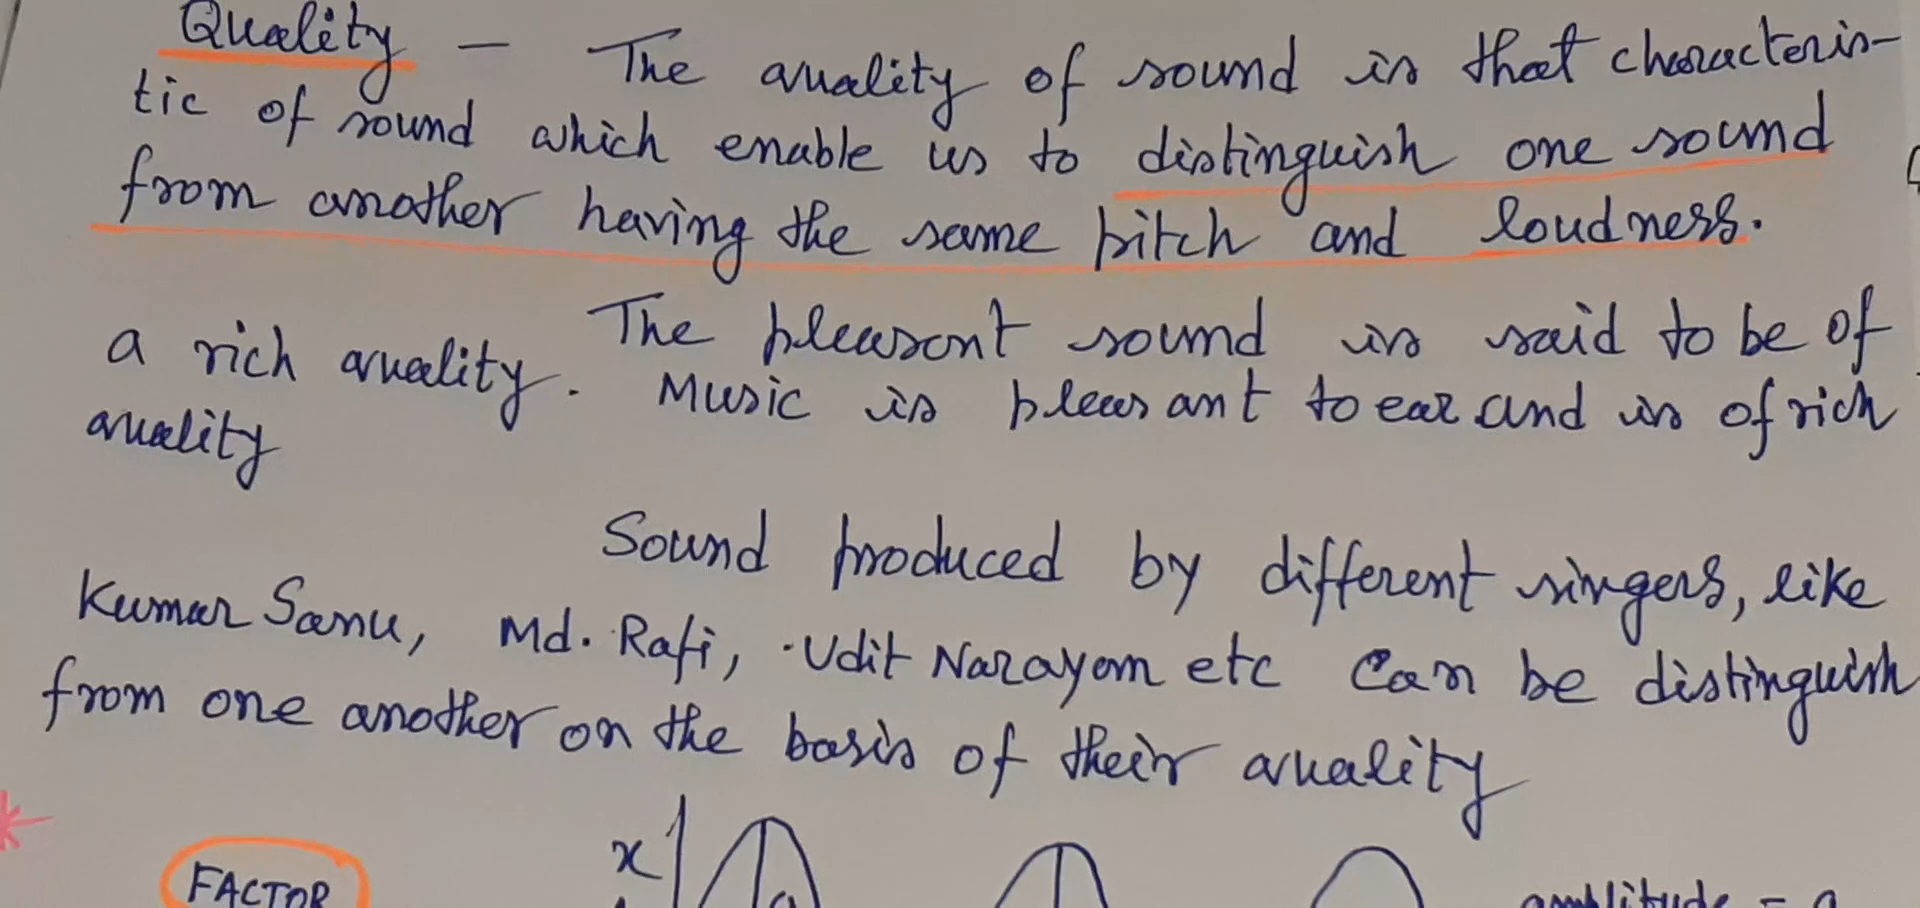 Quality — The quality of sound is that characteris-
tic of sound which enable us to distinguish one sound
from another having the same pitch and loudness.
The pleasant sound is said to be of
a rich quality. Music is pleasant to ear and is of rich
quality
Sound produced by different singers, like
Kumar Sanu, Md. Rafi, Udit Narayan etc can be distinguish
from one another on the basis of their quality
x
FACTOR
amplitude = a